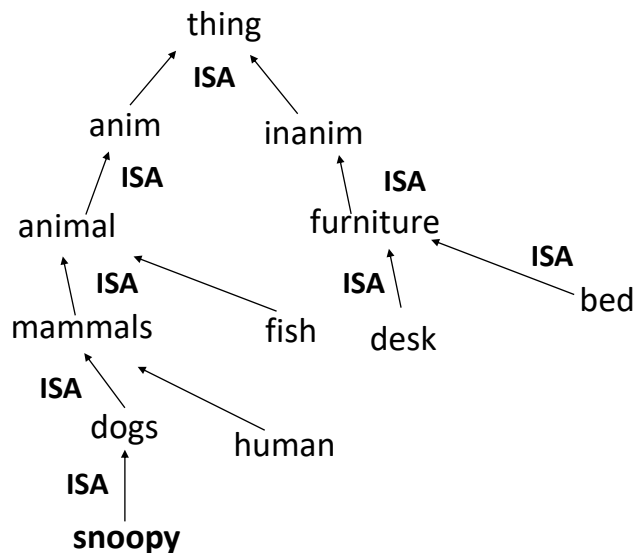 thing
ISA
anim
inanim
ISA
ISA
animal
furniture
ISA
ISA
ISA
bed
mammals
fish
desk
ISA
dogs
human
ISA
snoopy